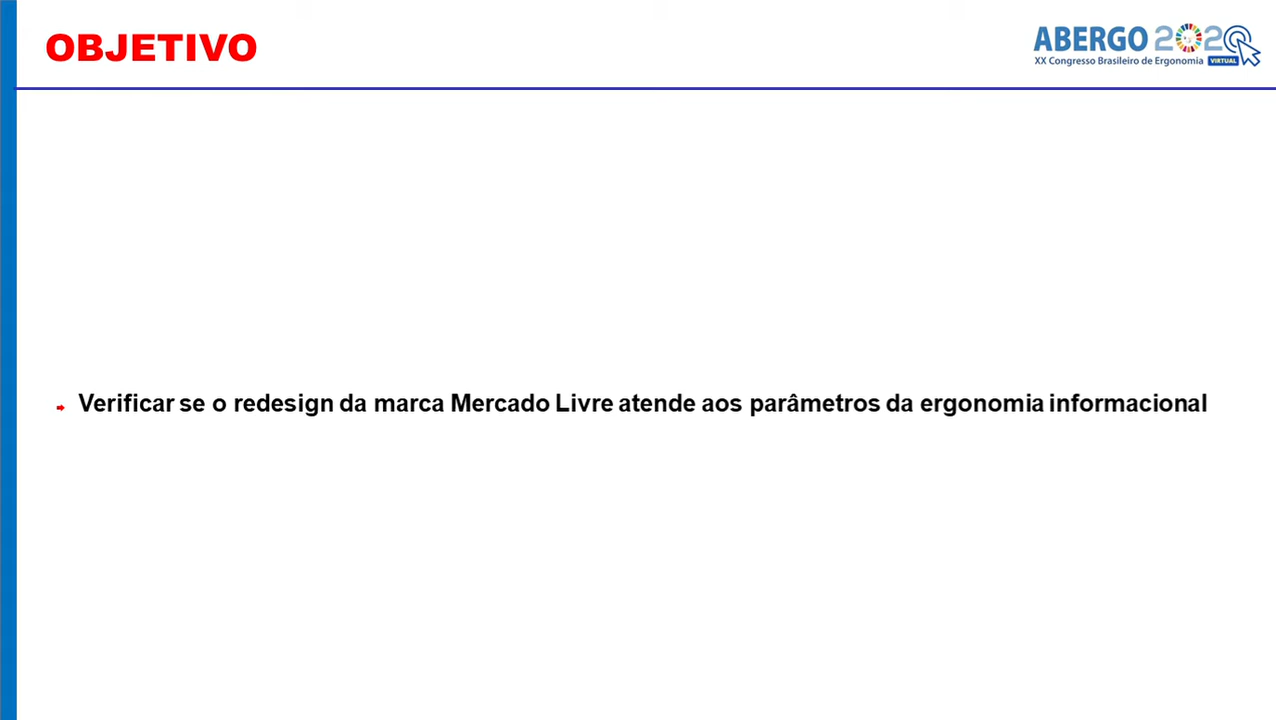 OBJETIVO
ABERGO 2020
XX Congresso Brasileiro de Ergonomia VIRTUAL
Verificar se o redesign da marca Mercado Livre atende aos parâmetros da ergonomia informacional